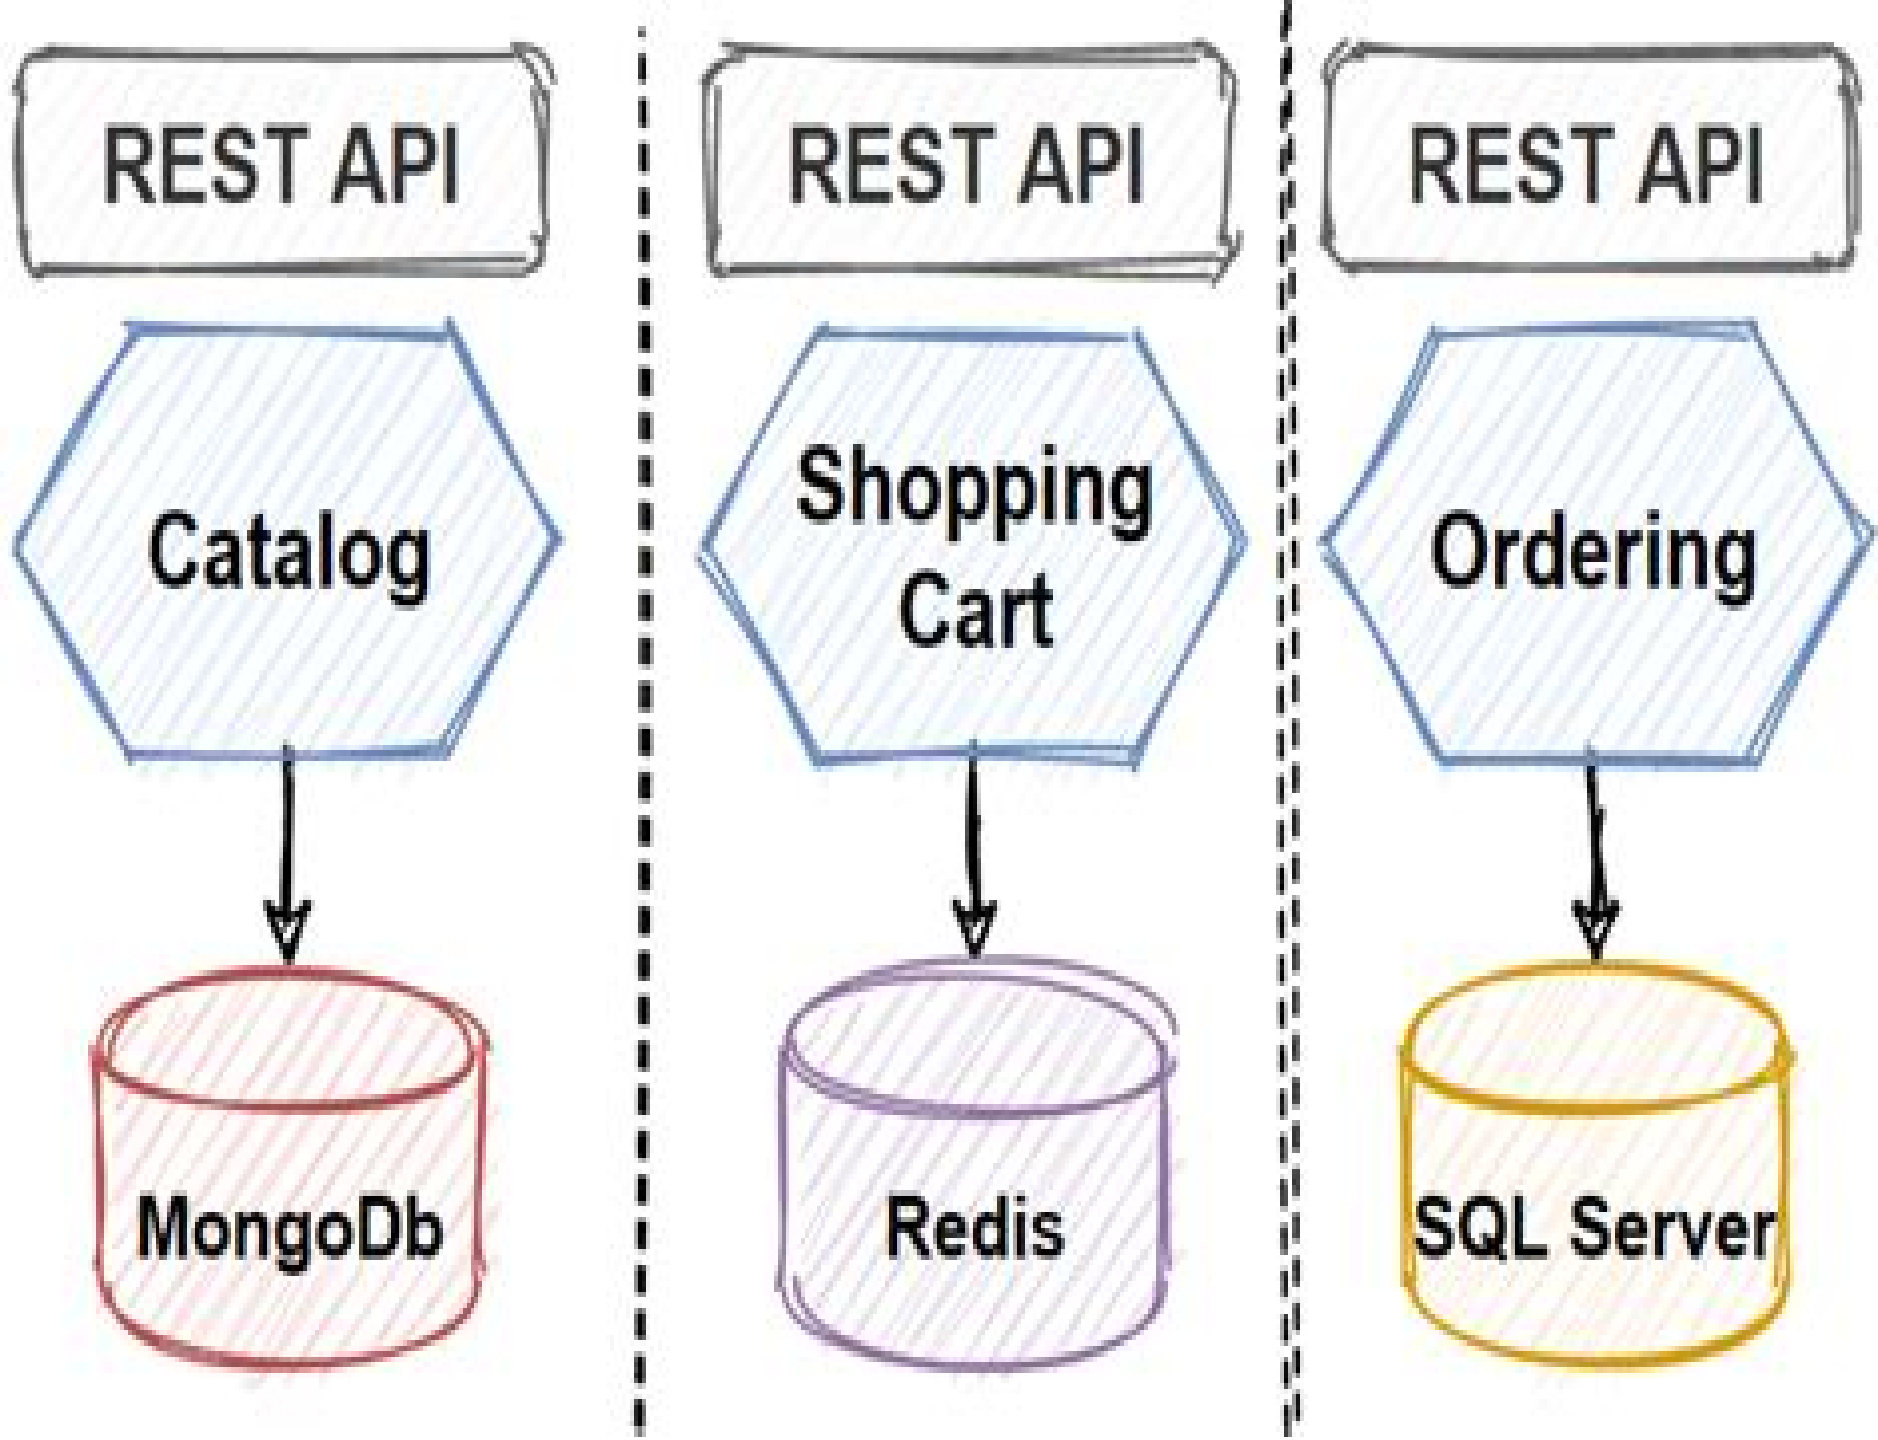 REST API
REST API
REST API
Catalog
Shopping
Cart
Ordering
MongoDb
Redis
SQL Server